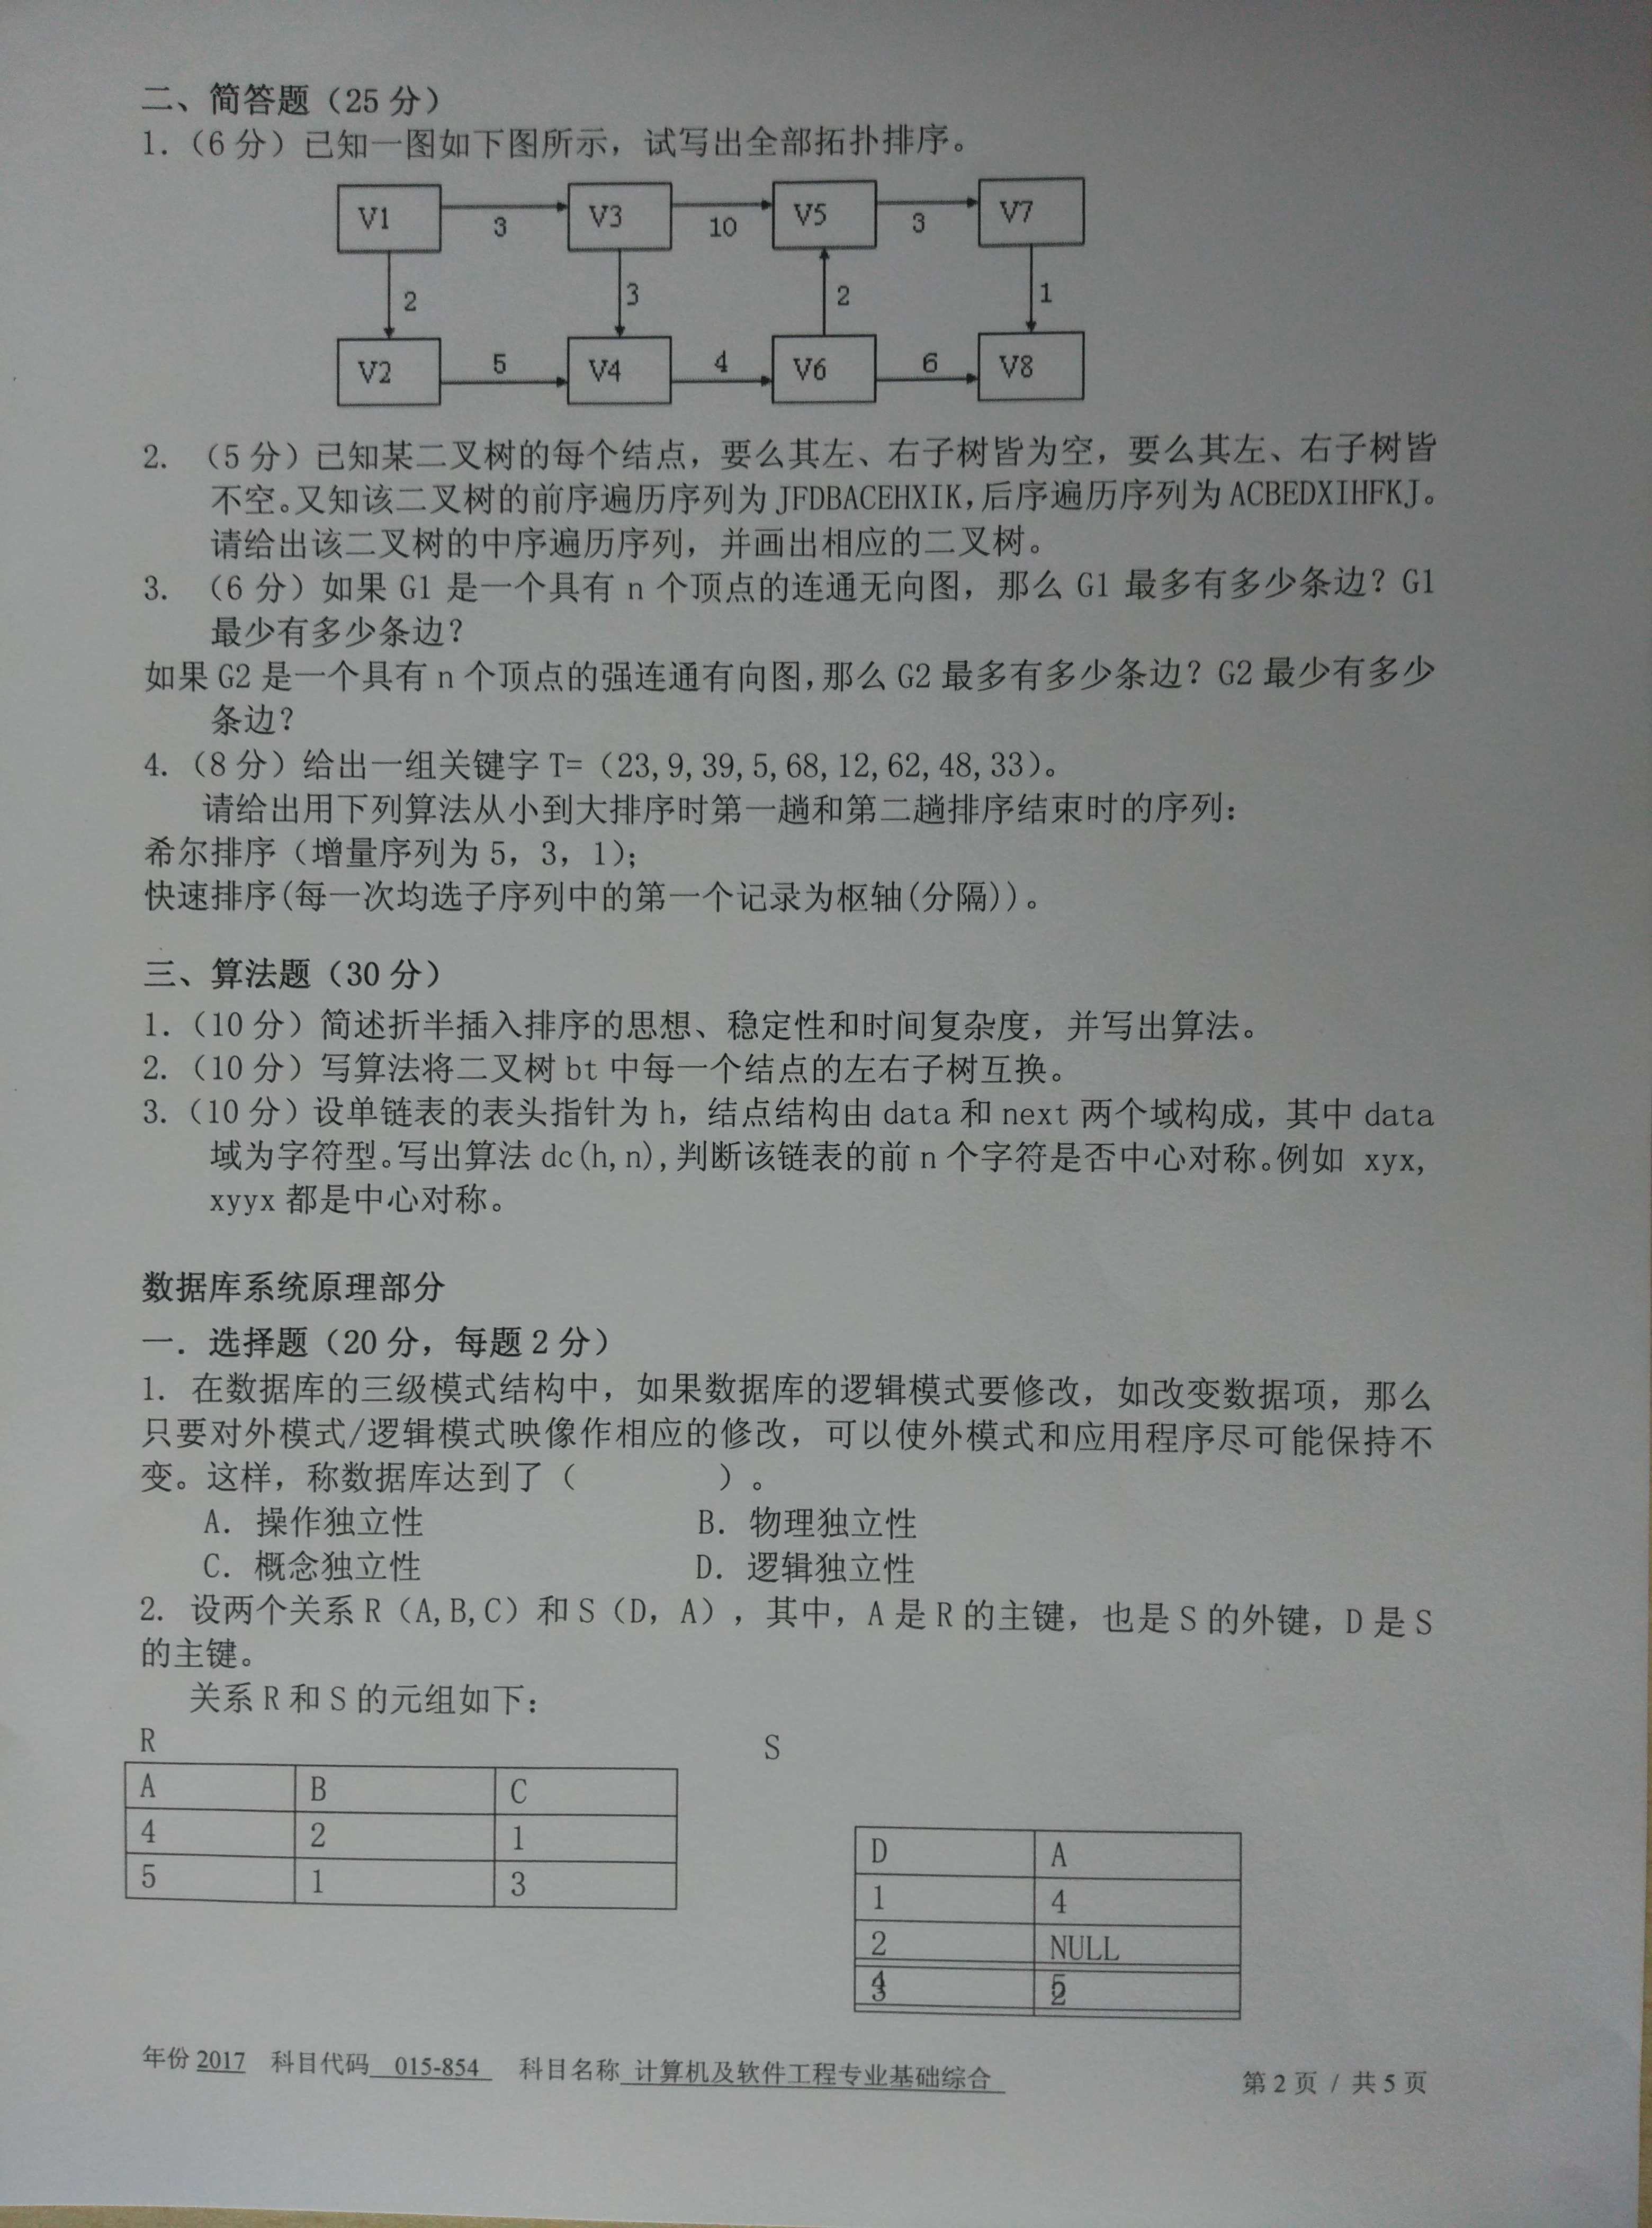 二、简答题（25 分）
1.（6 分）已知一图如下图所示，试写出全部拓扑排序。
V1 3 V3 10 V5 3 V7
2 3 2 1
V2 5 V4 4 V6 6 V8
2. （5 分）已知某二叉树的每个结点，要么其左、右子树皆为空，要么其左、右子树皆
不空。又知该二叉树的前序遍历序列为 JFDBACEHXIK，后序遍历序列为 ACBEDXIHFKJ。
请给出该二叉树的中序遍历序列，并画出相应的二叉树。
3. （6 分）如果 G1 是一个具有 n 个顶点的连通无向图，那么 G1 最多有多少条边？G1
最少有多少条边？
如果 G2 是一个具有 n 个顶点的强连通有向图，那么 G2 最多有多少条边？G2 最少有多少
条边？
4.（8 分）给出一组关键字 T=（23,9,39,5,68,12,62,48,33）。
请给出用下列算法从小到大排序时第一趟和第二趟排序结束时的序列：
希尔排序（增量序列为 5，3，1）；
快速排序(每一次均选子序列中的第一个记录为枢轴(分隔))。
三、算法题（30 分）
1.（10 分）简述折半插入排序的思想、稳定性和时间复杂度，并写出算法。
2.（10 分）写算法将二叉树 bt 中每一个结点的左右子树互换。
3.（10 分）设单链表的表头指针为 h，结点结构由 data 和 next 两个域构成，其中 data
域为字符型。写出算法 dc(h,n),判断该链表的前 n 个字符是否中心对称。例如 xyx,
xyyx 都是中心对称。
数据库系统原理部分
一．选择题（20 分，每题 2 分）
1. 在数据库的三级模式结构中，如果数据库的逻辑模式要修改，如改变数据项，那么
只要对外模式/逻辑模式映像作相应的修改，可以使外模式和应用程序尽可能保持不
变。这样，称数据库达到了（ ）。
A. 操作独立性 B. 物理独立性
C. 概念独立性 D. 逻辑独立性
2. 设两个关系 R（A,B,C）和 S（D，A），其中，A 是 R 的主键，也是 S 的外键，D 是 S
的主键。
关系 R 和 S 的元组如下：
R S
A B C
4 2 1
5 1 3
D A
1 4
2 NULL
3 2
4 5
年份 2017 科目代码 015-854 科目名称 计算机及软件工程专业基础综合 第 2 页 / 共 5 页